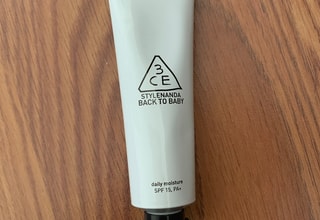 3
CE
STYLENANDA
BACK TO BABY
daily moisture
SPF 15, PA+